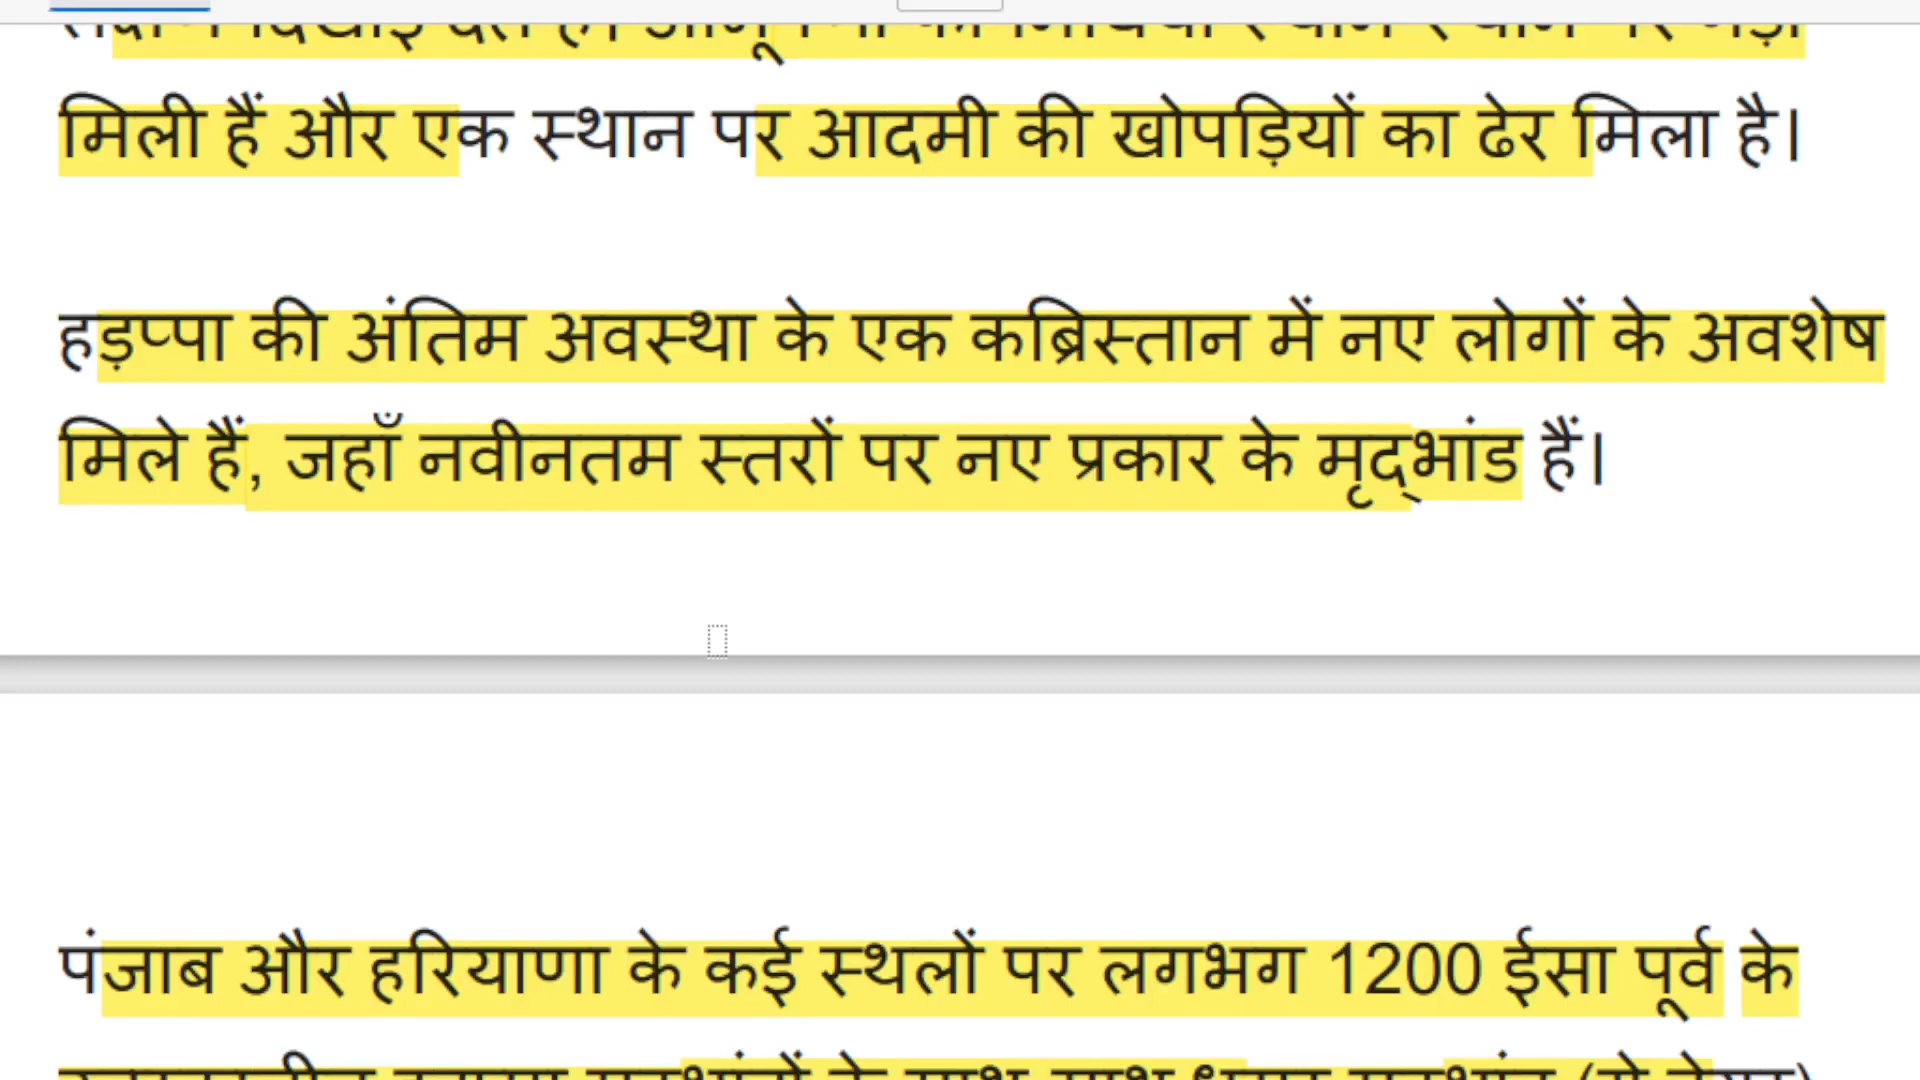 मिली हैं और एक स्थान पर आदमी की खोपड़ियों का ढेर मिला है।
हड़प्पा की अंतिम अवस्था के एक कब्रिस्तान में नए लोगों के अवशेष
मिले हैं, जहाँ नवीनतम स्तरों पर नए प्रकार के मृद्‌भांड हैं।
पंजाब और हरियाणा के कई स्थलों पर लगभग 1200 ईसा पूर्व के